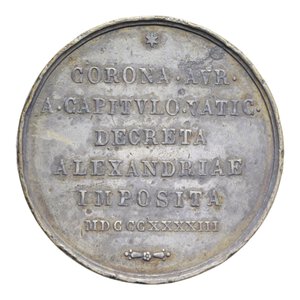 CORONA · AVR ·
A · CAPITVLO · VATIC ·
DECRETA
ALEXANDRIAE
IMPOSITA
MDCCCXXXXIII